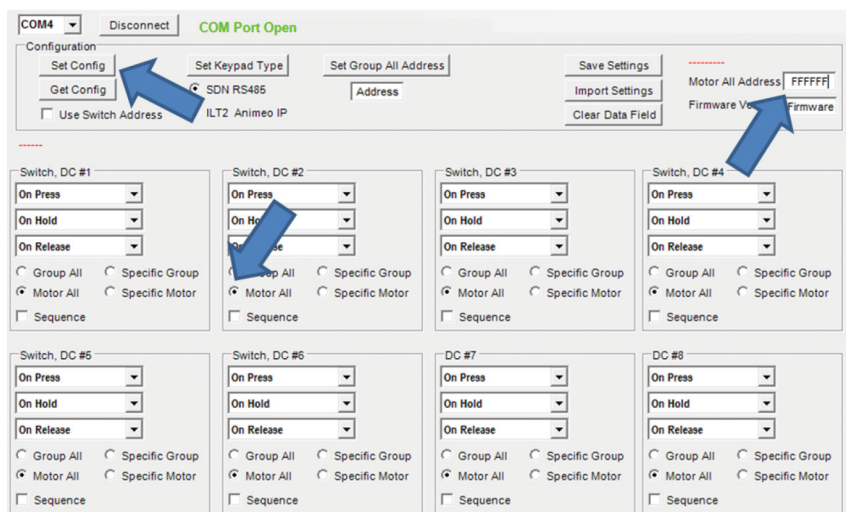 COM4 Disconnect COM Port Open
Configuration
Set Config Set Keypad Type Set Group All Address Save Settings ---------
Get Config SDN RS485 Address Import Settings Motor All Address FFFFFF
Use Switch Address ILT2 Animeo IP Clear Data Field Firmware Firmware
------
Switch, DC #1 Switch, DC #2 Switch, DC #3 Switch, DC #4
On Press On Press On Press On Press
On Hold On Hold On Hold On Hold
On Release On Release On Release On Release
Group All Specific Group Group All Specific Group Group All Specific Group Group All Specific Group
Motor All Specific Motor Motor All Specific Motor Motor All Specific Motor Motor All Specific Motor
Sequence Sequence Sequence Sequence
Switch, DC #5 Switch, DC #6 DC #7 DC #8
On Press On Press On Press On Press
On Hold On Hold On Hold On Hold
On Release On Release On Release On Release
Group All Specific Group Group All Specific Group Group All Specific Group Group All Specific Group
Motor All Specific Motor Motor All Specific Motor Motor All Specific Motor Motor All Specific Motor
Sequence Sequence Sequence Sequence